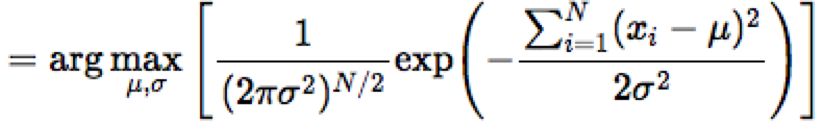 = arg max_{μ,σ} [ 1 / (2πσ²)^{N/2} exp( − ∑_{i=1}^{N} (x_i − μ)² / 2σ² ) ]